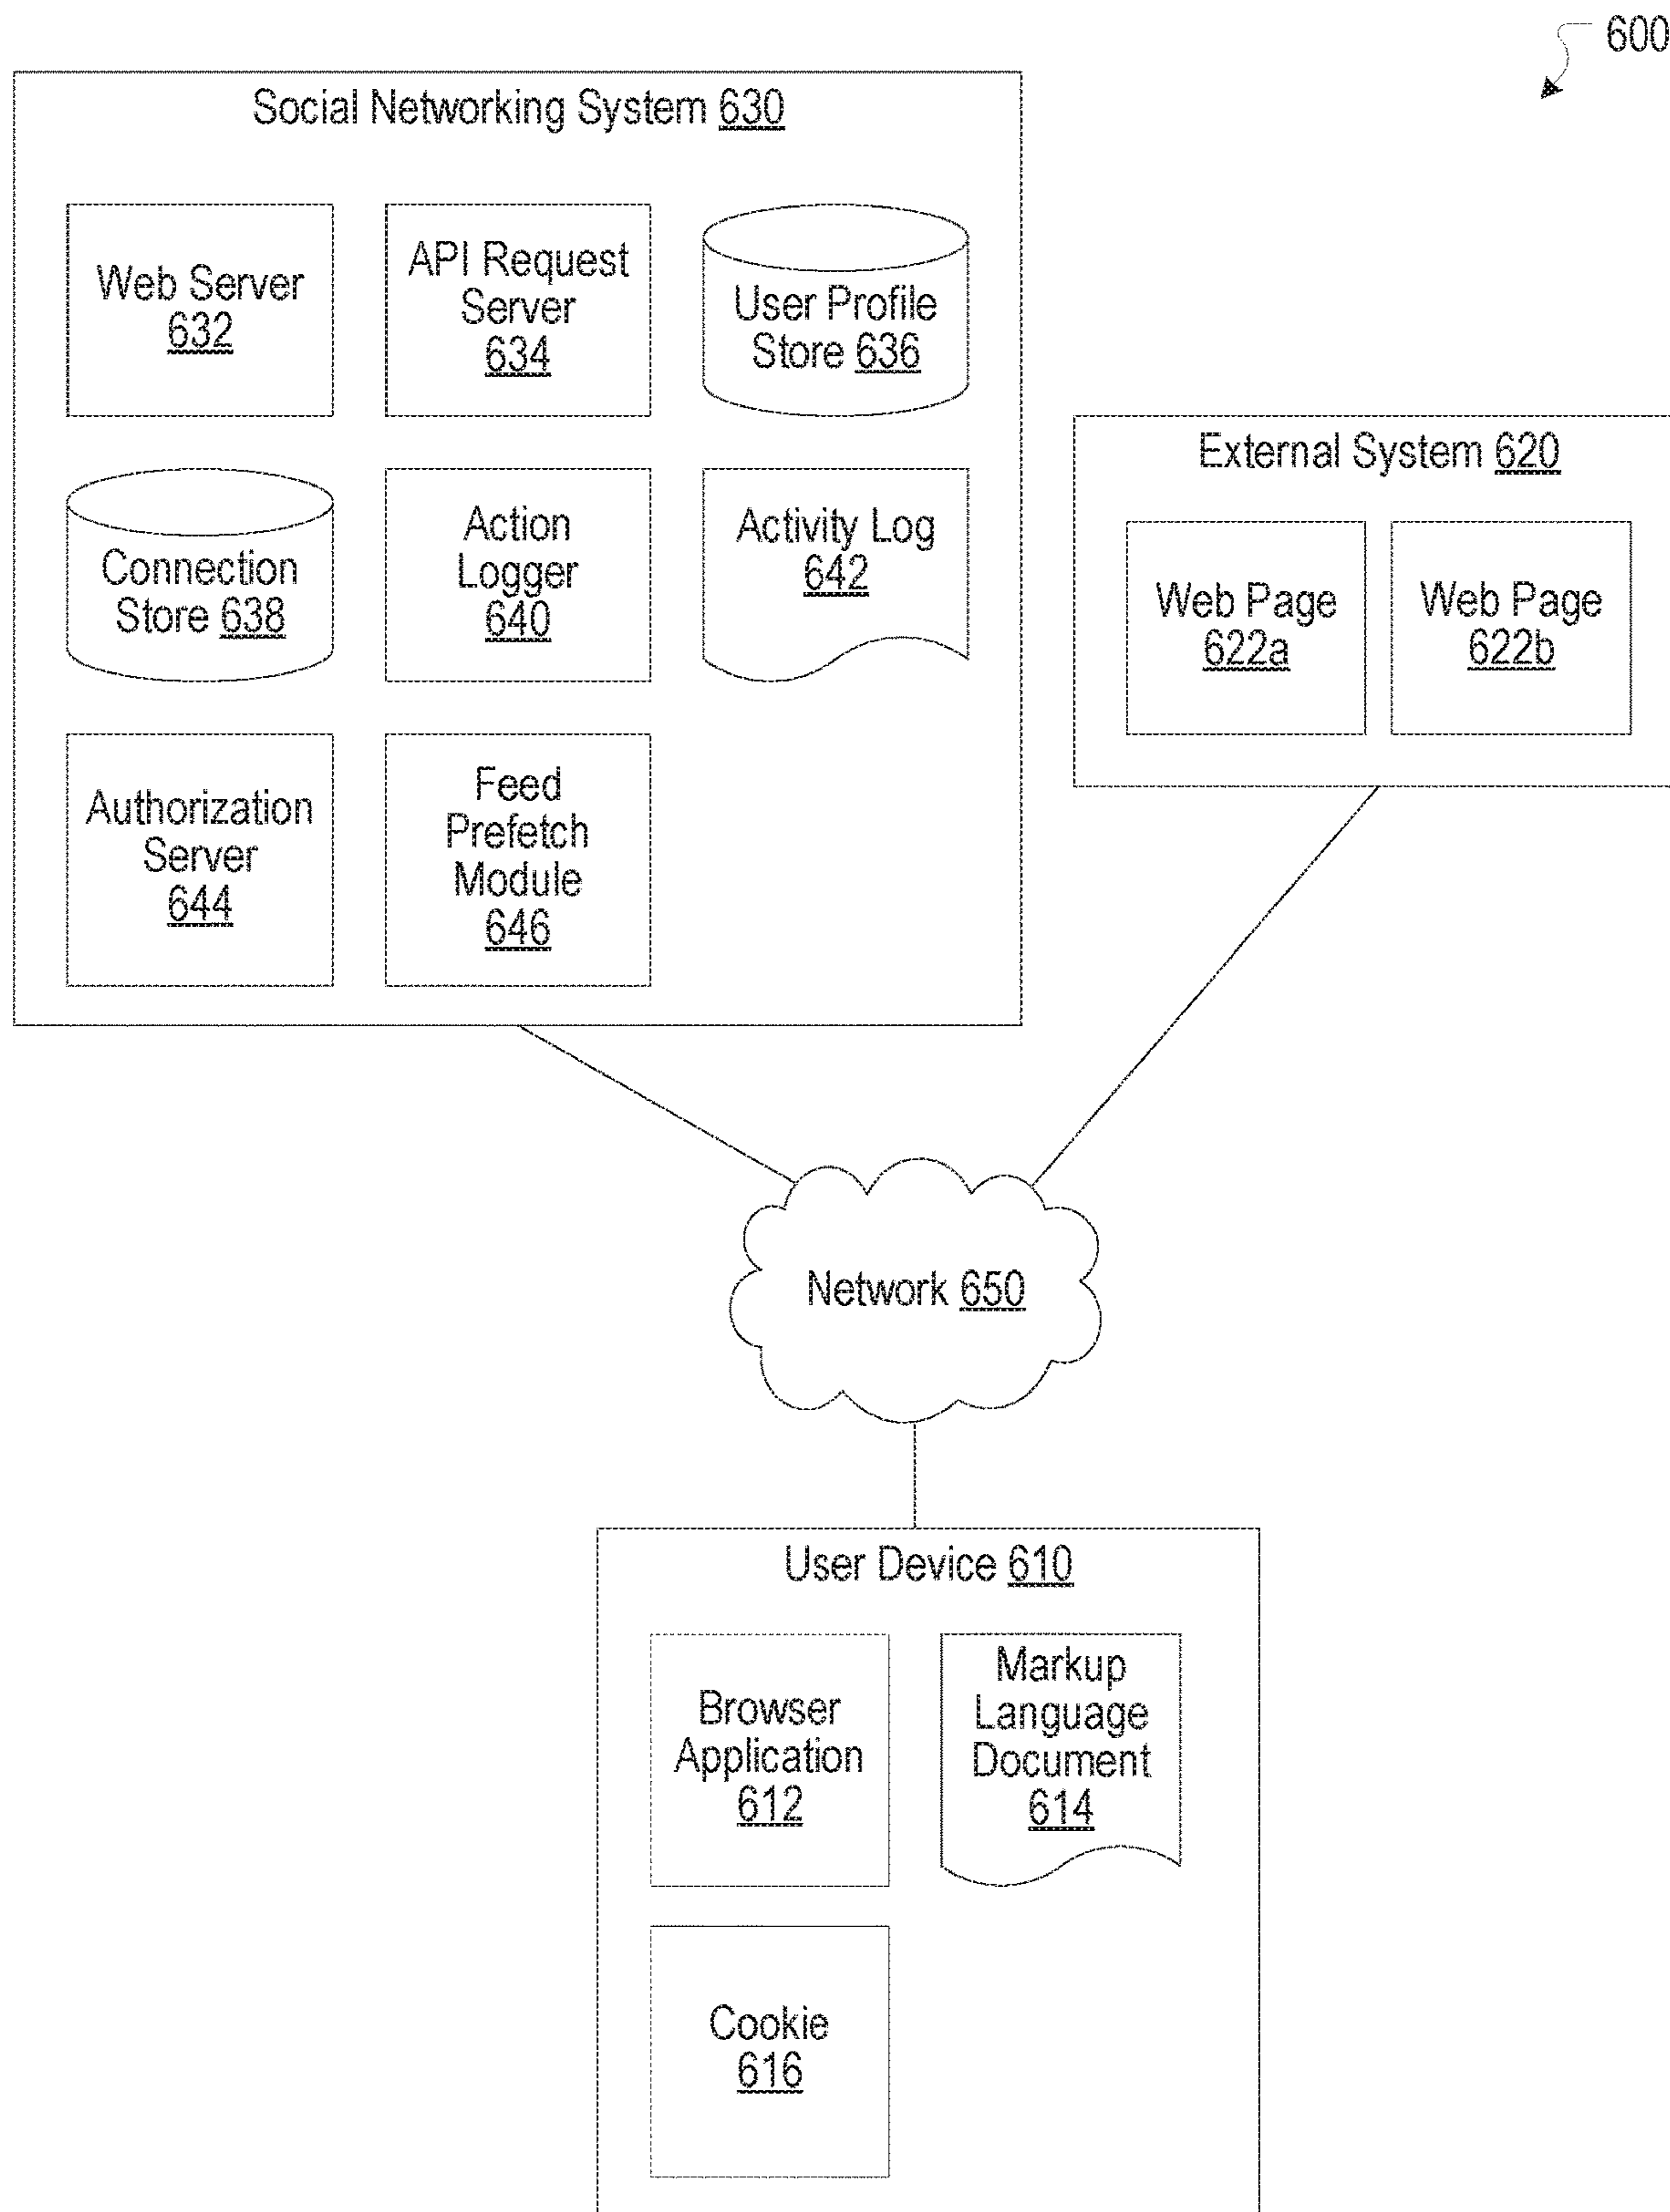 600
Social Networking System 630
Web Server
632
API Request
Server
634
User Profile
Store 636
Connection
Store 638
Action
Logger
640
Activity Log
642
Authorization
Server
644
Feed
Prefetch
Module
646
External System 620
Web Page
622a
Web Page
622b
Network 650
User Device 610
Browser
Application
612
Markup
Language
Document
614
Cookie
616